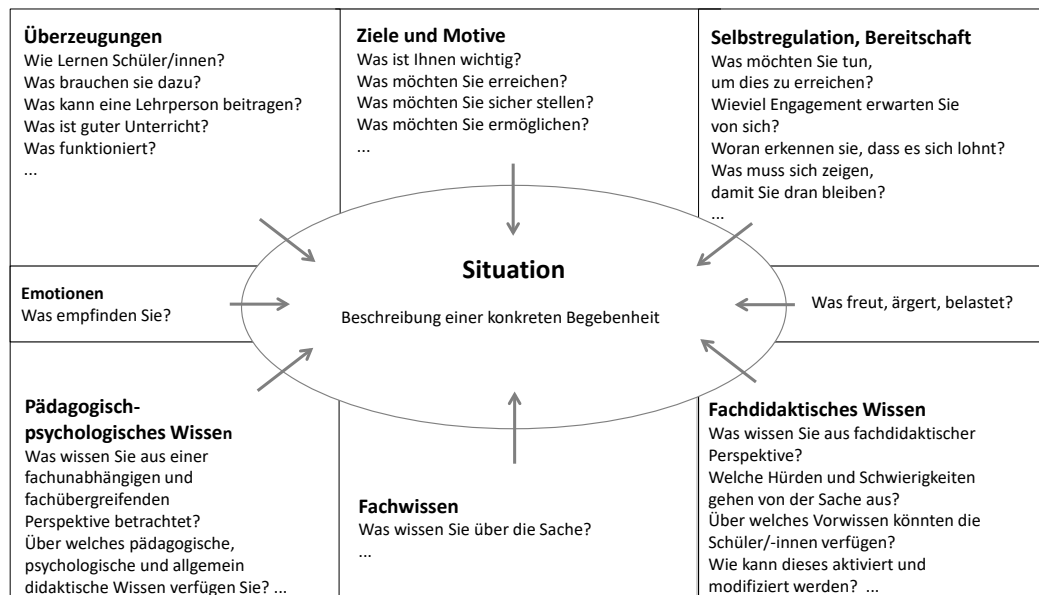 Überzeugungen
Wie Lernen Schüler/innen?
Was brauchen sie dazu?
Was kann eine Lehrperson beitragen?
Was ist guter Unterricht?
Was funktioniert?
...
Ziele und Motive
Was ist Ihnen wichtig?
Was möchten Sie erreichen?
Was möchten Sie sicher stellen?
Was möchten Sie ermöglichen?
...
Selbstregulation, Bereitschaft
Was möchten Sie tun,
um dies zu erreichen?
Wieviel Engagement erwarten Sie
von sich?
Woran erkennen sie, dass es sich lohnt?
Was muss sich zeigen,
damit Sie dran bleiben?
...
Emotionen
Was empfinden Sie?
Situation
Beschreibung einer konkreten Begebenheit
Was freut, ärgert, belastet?
Pädagogisch-
psychologisches Wissen
Was wissen Sie aus einer
fachunabhängigen und
fachübergreifenden
Perspektive betrachtet?
Über welches pädagogische,
psychologische und allgemein
didaktische Wissen verfügen Sie? ...
Fachwissen
Was wissen Sie über die Sache?
...
Fachdidaktisches Wissen
Was wissen Sie aus fachdidaktischer
Perspektive?
Welche Hürden und Schwierigkeiten
gehen von der Sache aus?
Über welches Vorwissen könnten die
Schüler/-innen verfügen?
Wie kann dieses aktiviert und
modifiziert werden? ...